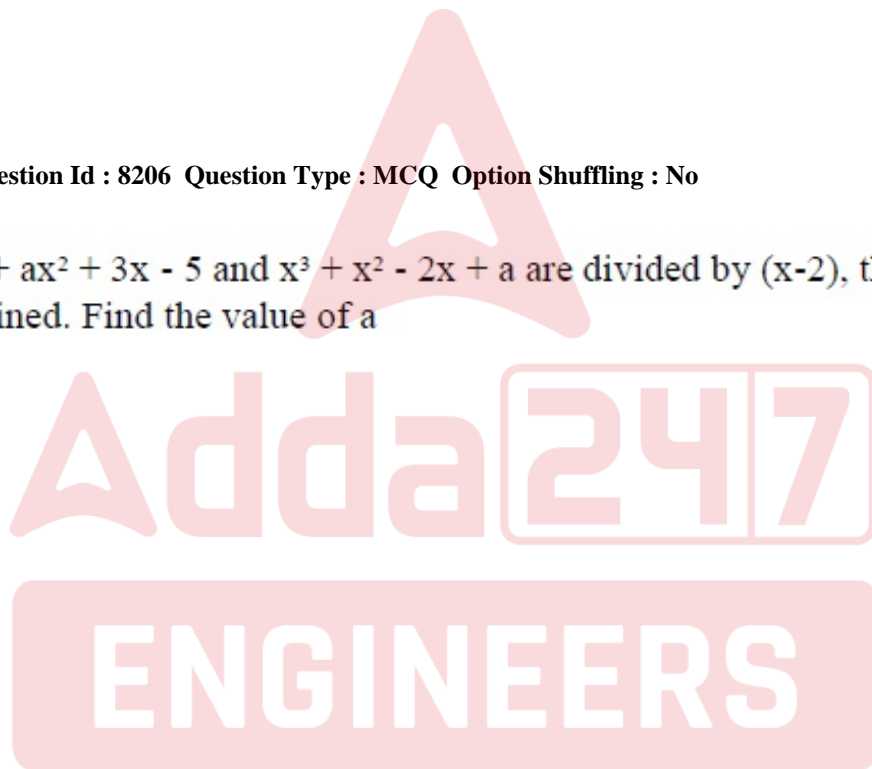 estion Id : 8206 Question Type : MCQ Option Shuffling : No
+ ax² + 3x - 5 and x³ + x² - 2x + a are divided by (x-2), t
ined. Find the value of a
Adda247
ENGINEERS